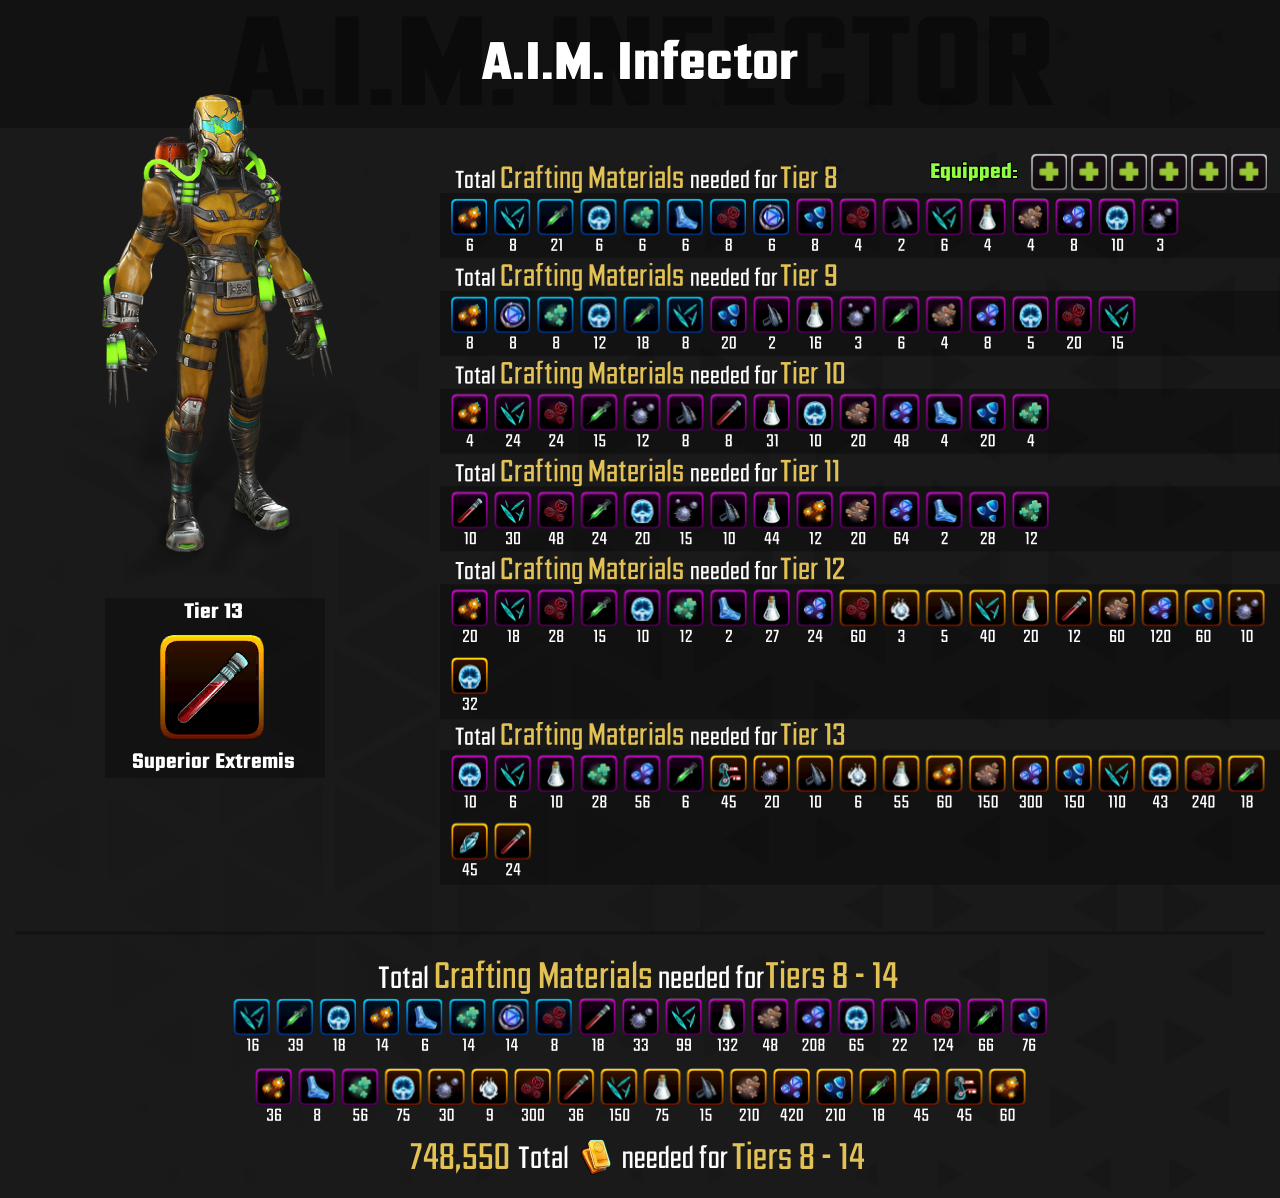 A.I.M. INFECTOR
A.I.M. Infector
Equipped:
Total Crafting Materials needed for Tier 8
6 8 21 6 6 6 8 6 8 4 2 6 4 4 8 10 3
Total Crafting Materials needed for Tier 9
8 8 8 12 18 8 20 2 16 3 6 4 8 5 20 15
Total Crafting Materials needed for Tier 10
4 24 24 15 12 8 8 31 10 20 48 4 20 4
Total Crafting Materials needed for Tier 11
10 30 48 24 20 15 10 44 12 20 64 2 28 12
Total Crafting Materials needed for Tier 12
20 18 28 15 10 12 2 27 24 60 3 5 40 20 12 60 120 60 10
32
Tier 13
Superior Extremis
Total Crafting Materials needed for Tier 13
10 6 10 28 56 6 45 20 10 6 55 60 150 300 150 110 43 240 18
45 24
Total Crafting Materials needed for Tiers 8 - 14
16 39 18 14 6 14 14 8 18 33 99 132 48 208 65 22 124 66 76
36 8 56 75 30 9 300 36 150 75 15 210 420 210 18 45 45 60
748,550 Total needed for Tiers 8 - 14